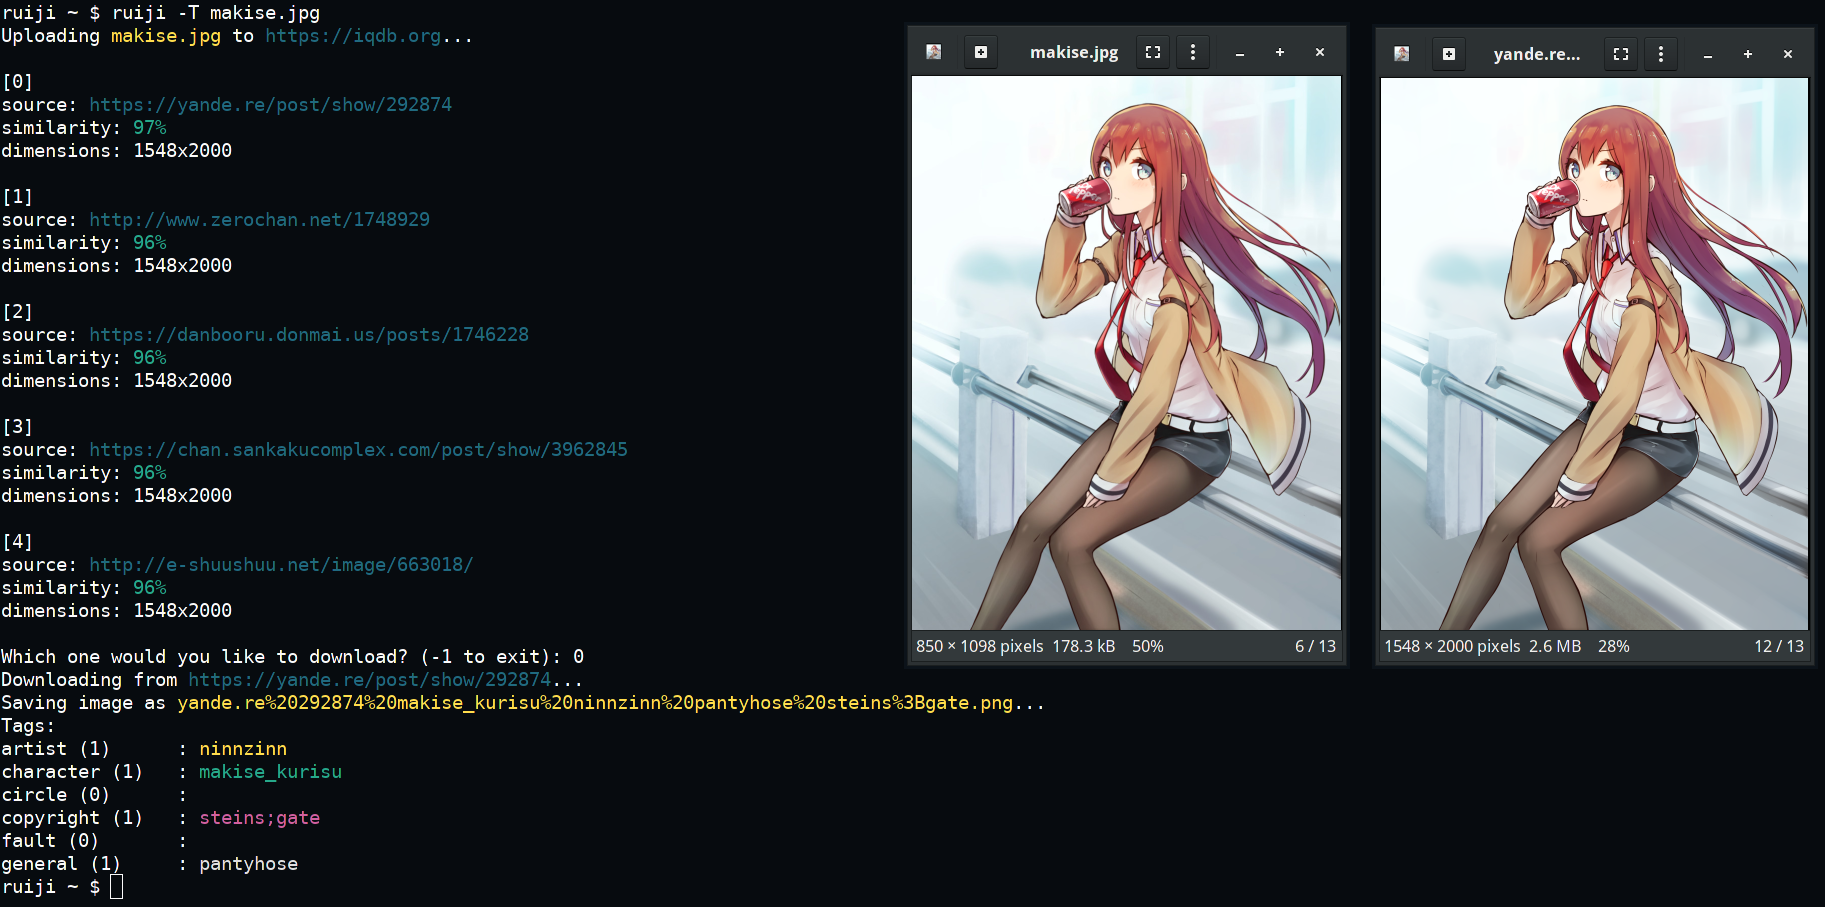 ruiji ~ $ ruiji -T makise.jpg
Uploading makise.jpg to https://iqdb.org...
[0]
source: https://yande.re/post/show/292874
similarity: 97%
dimensions: 1548x2000
[1]
source: http://www.zerochan.net/1748929
similarity: 96%
dimensions: 1548x2000
[2]
source: https://danbooru.donmai.us/posts/1746228
similarity: 96%
dimensions: 1548x2000
[3]
source: https://chan.sankakucomplex.com/post/show/3962845
similarity: 96%
dimensions: 1548x2000
[4]
source: http://e-shuushuu.net/image/663018/
similarity: 96%
dimensions: 1548x2000
Which one would you like to download? (-1 to exit): 0
Downloading from https://yande.re/post/show/292874...
Saving image as yande.re%20292874%20makise_kurisu%20ninnzinn%20pantyhose%20steins%3Bgate.png...
Tags:
artist (1) : ninnzinn
character (1) : makise_kurisu
circle (0) :
copyright (1) : steins;gate
fault (0) :
general (1) : pantyhose
ruiji ~ $
makise.jpg
850 × 1098 pixels 178.3 kB 50% 6 / 13
yande.re...
1548 × 2000 pixels 2.6 MB 28% 12 / 13